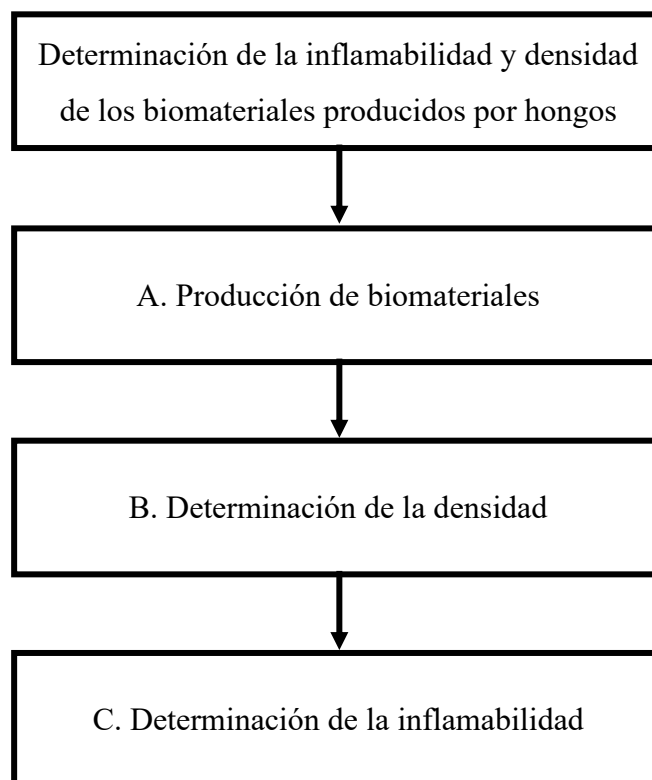 Determinación de la inflamabilidad y densidad
de los biomateriales producidos por hongos
A. Producción de biomateriales
B. Determinación de la densidad
C. Determinación de la inflamabilidad